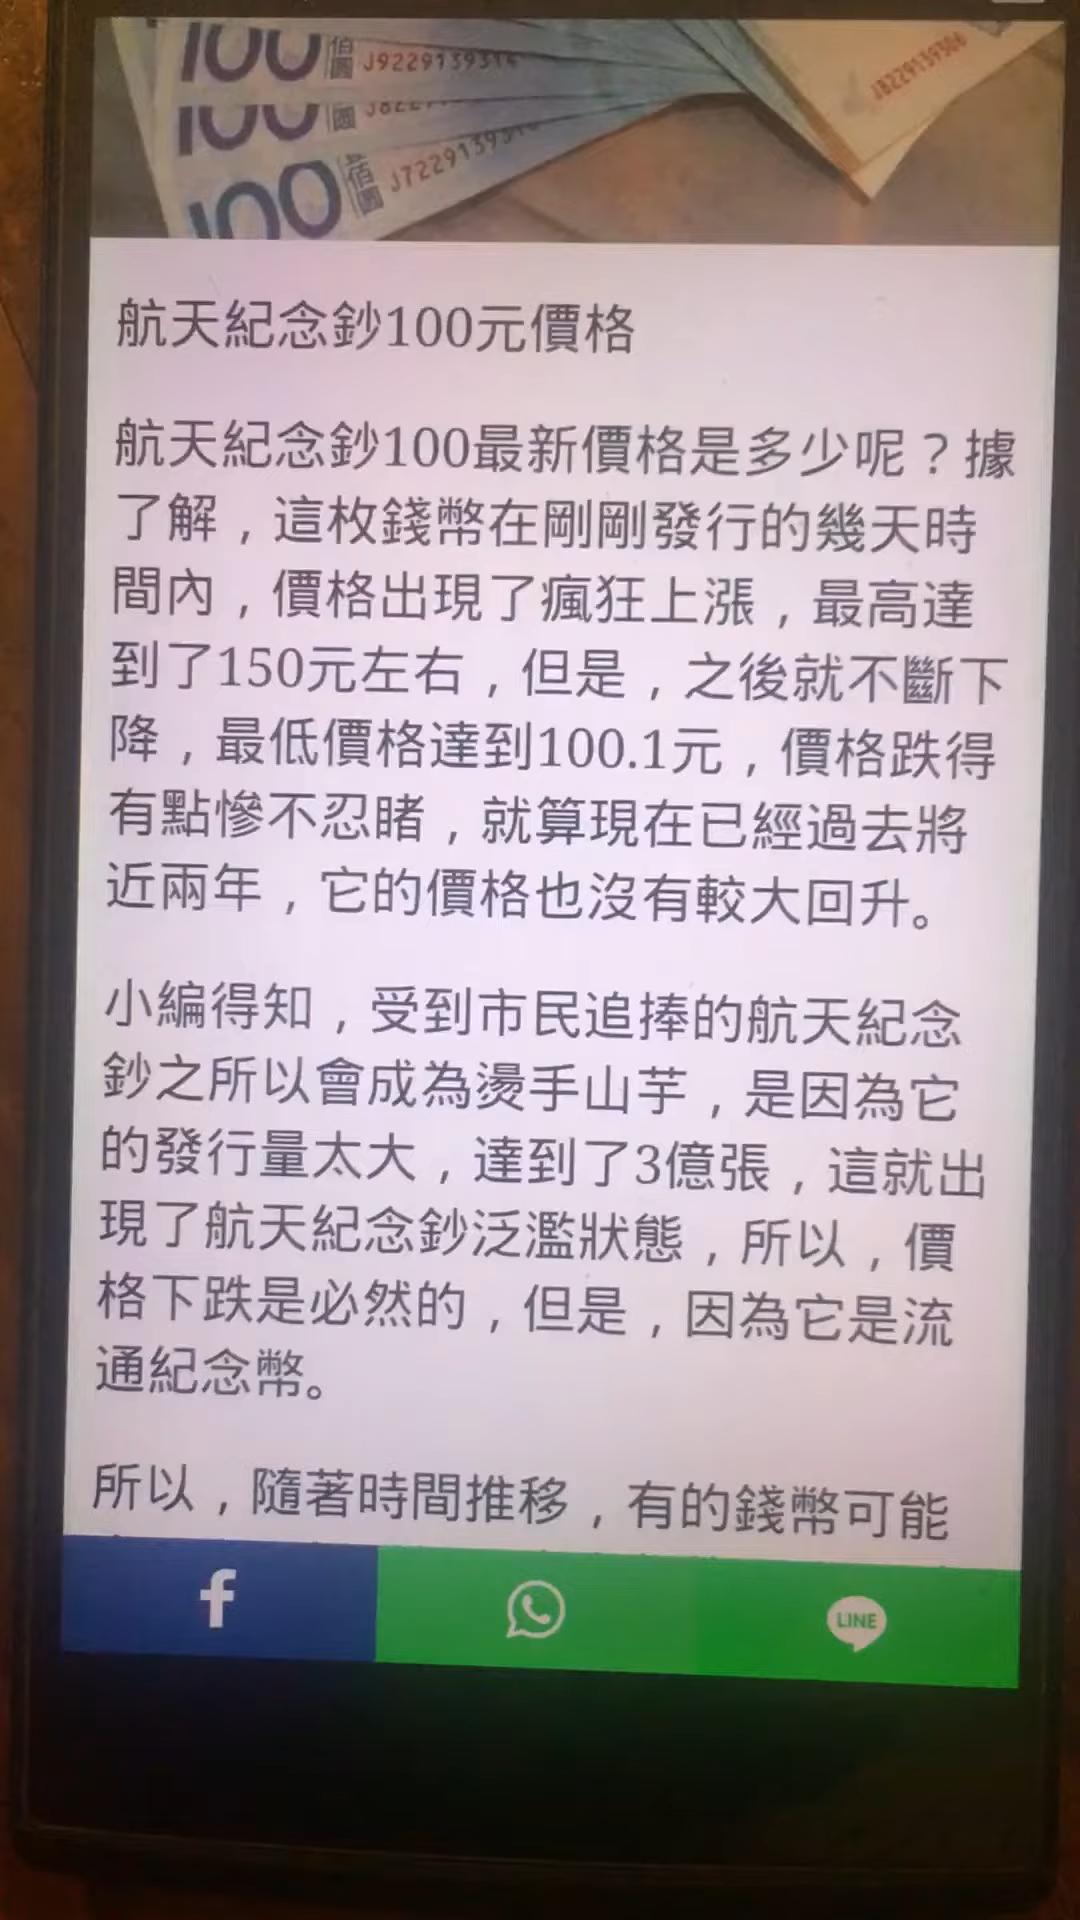 100 佰圓 J9229139314
100 圓
100 佰圓
J8229139306
航天紀念鈔100元價格
航天紀念鈔100最新價格是多少呢？據
了解，這枚錢幣在剛剛發行的幾天時
間內，價格出現了瘋狂上漲，最高達
到了150元左右，但是，之後就不斷下
降，最低價格達到100.1元，價格跌得
有點慘不忍睹，就算現在已經過去將
近兩年，它的價格也沒有較大回升。
小編得知，受到市民追捧的航天紀念
鈔之所以會成為燙手山芋，是因為它
的發行量太大，達到了3億張，這就出
現了航天紀念鈔泛濫狀態，所以，價
格下跌是必然的，但是，因為它是流
通紀念幣。
所以，隨著時間推移，有的錢幣可能
f
LINE